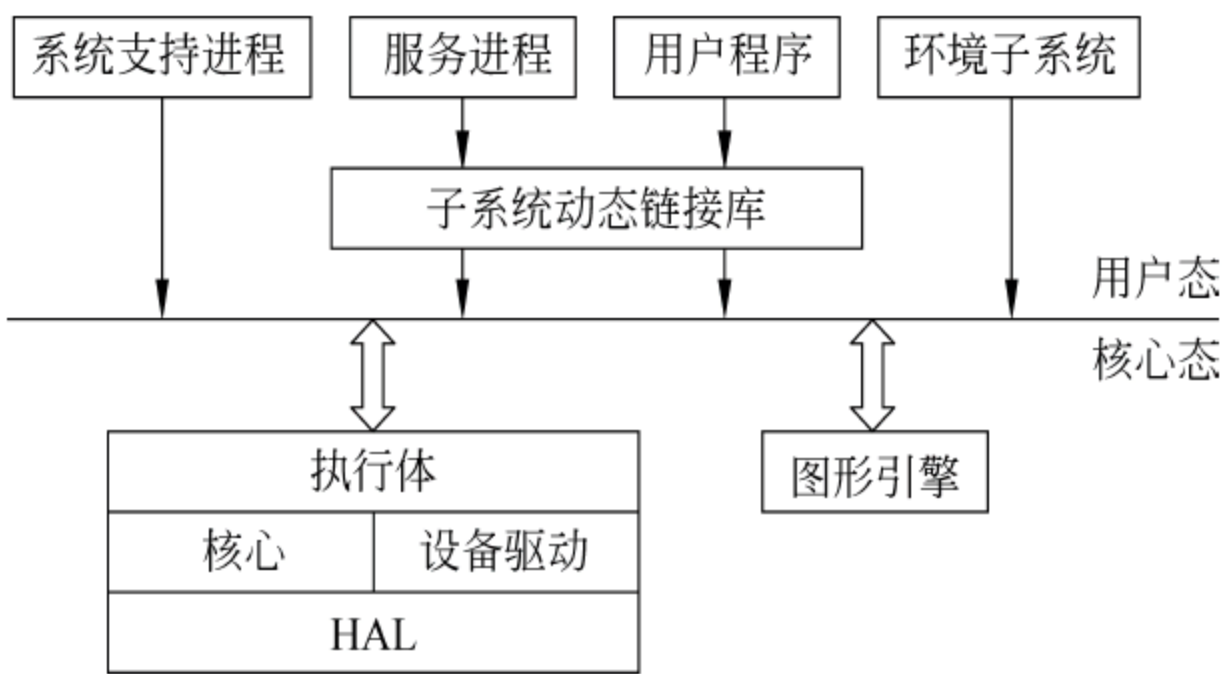 系统支持进程 服务进程 用户程序 环境子系统
子系统动态链接库
用户态
核心态
执行体
图形引擎
核心 设备驱动
HAL